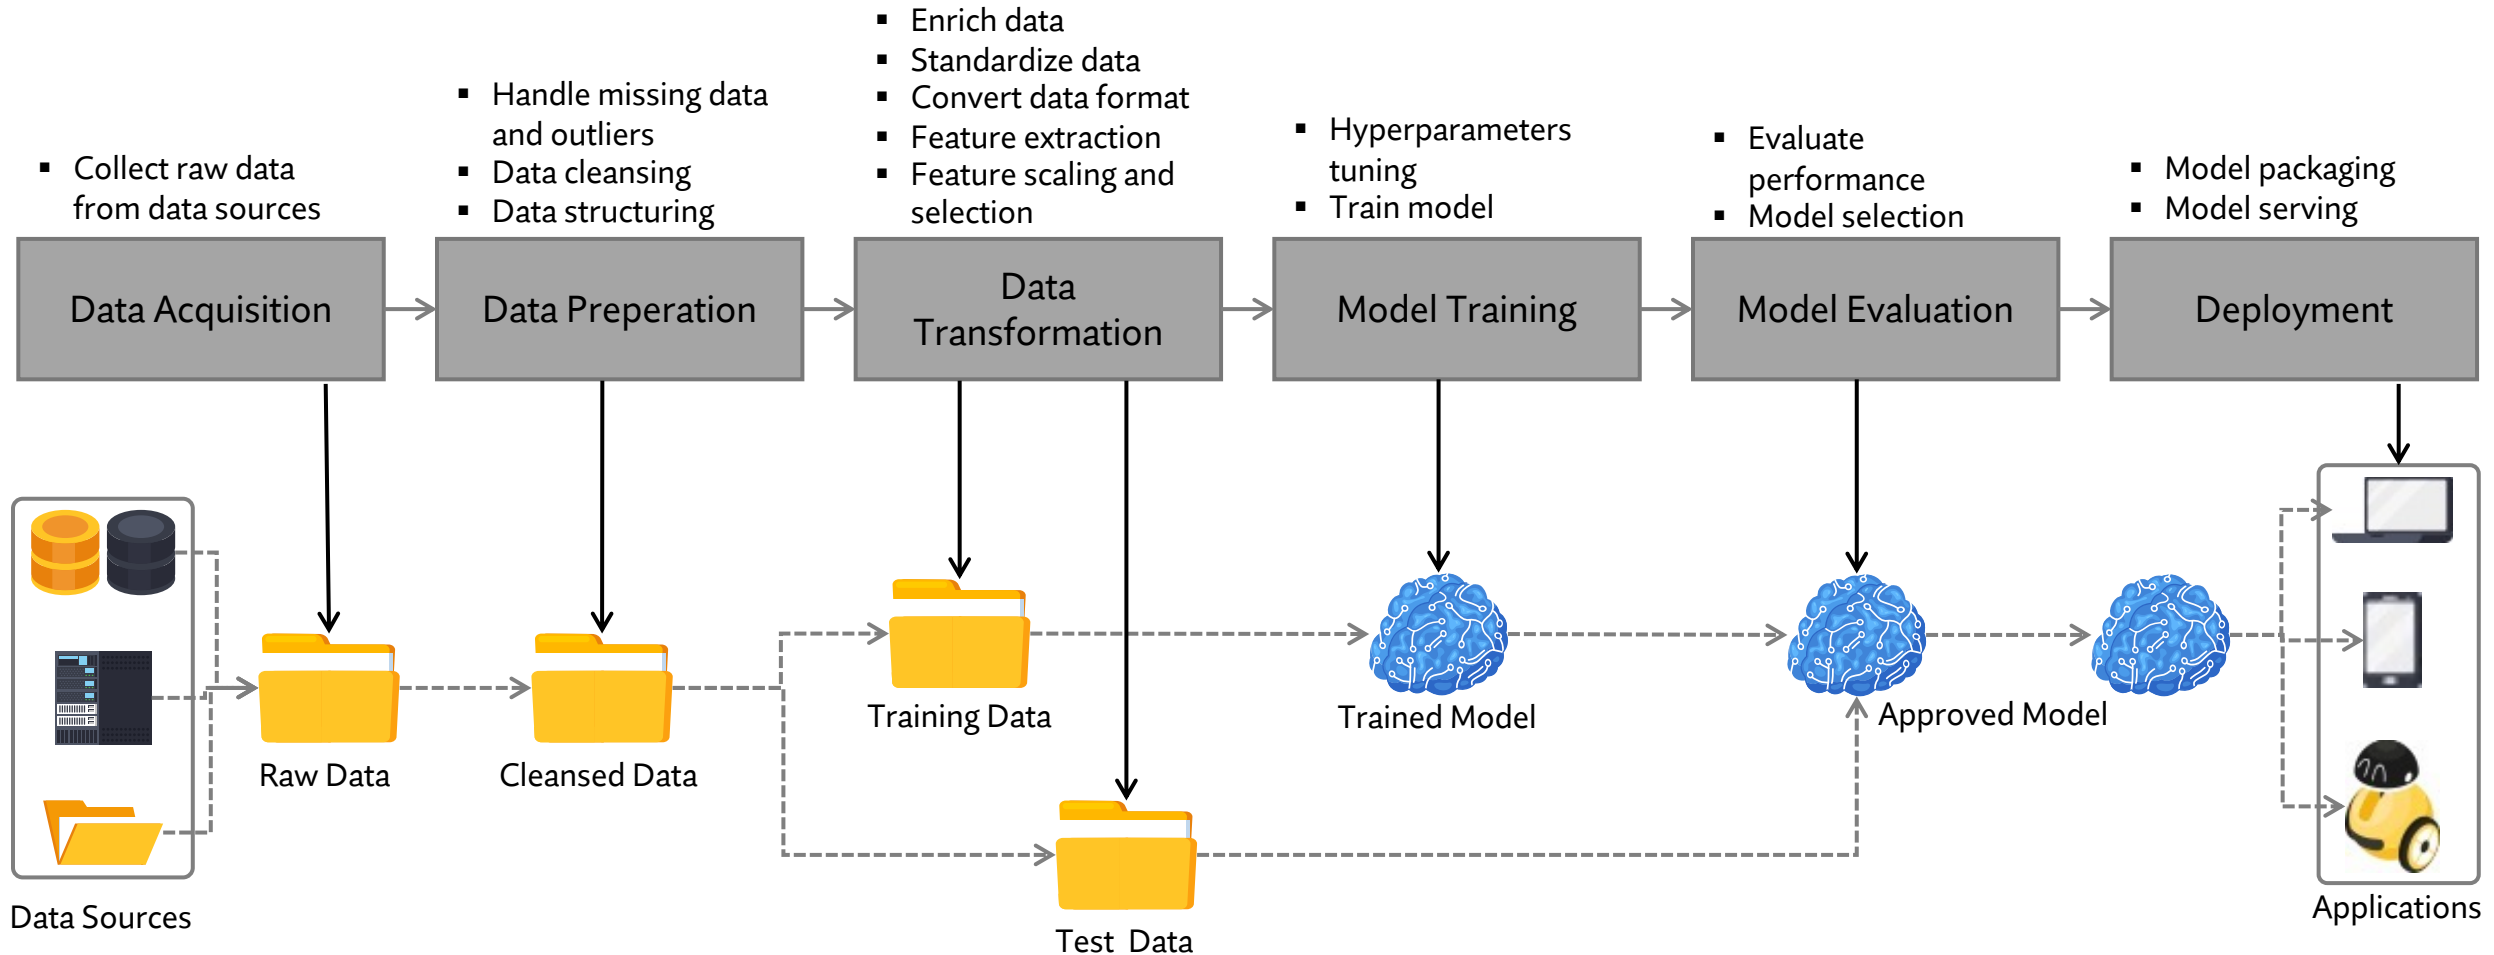 ▪ Collect raw data
from data sources
▪ Handle missing data
and outliers
▪ Data cleansing
▪ Data structuring
▪ Enrich data
▪ Standardize data
▪ Convert data format
▪ Feature extraction
▪ Feature scaling and
selection
▪ Hyperparameters
tuning
▪ Train model
▪ Evaluate
performance
▪ Model selection
▪ Model packaging
▪ Model serving
Data Acquisition
Data Preperation
Data
Transformation
Model Training
Model Evaluation
Deployment
Data Sources
Raw Data
Cleansed Data
Training Data
Test Data
Trained Model
Approved Model
Applications